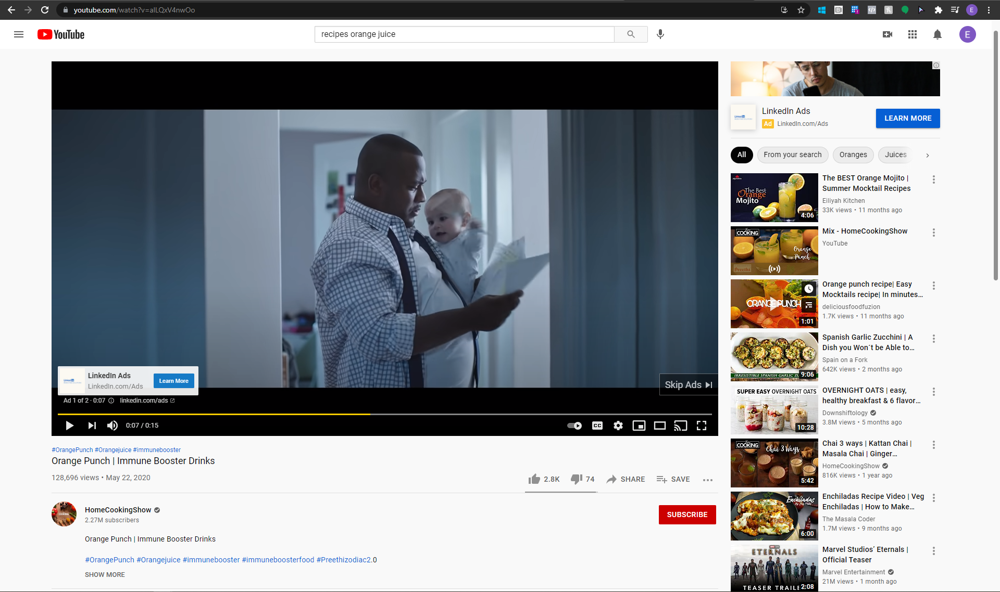 youtube.com/watch?v=alLQxV4nwOo
E
YouTube
recipes orange juice
E
LinkedIn Ads
Ad LinkedIn.com/Ads
LEARN MORE
All
From your search
Oranges
Juices
The Best
Orange
Mojito
4:06
The BEST Orange Mojito |
Summer Mocktail Recipes
Eiliyah Kitchen
33K views • 11 months ago
COOKING
Orange
Punch
Preethi
Mix - HomeCookingShow
YouTube
ORANGE PUNCH
1:01
Orange punch recipe| Easy
Mocktails recipe| In minutes...
deliciousfoodfuzion
1.7K views • 11 months ago
IRRESISTIBLE SPANISH GARLIC ZU
9:06
Spanish Garlic Zucchini | A
Dish you Won´t be Able to...
Spain on a Fork
642K views • 2 months ago
SUPER EASY OVERNIGHT OATS
10:28
OVERNIGHT OATS | easy,
healthy breakfast & 6 flavor...
Downshiftology
3.8M views • 5 months ago
COOKING
Chai 3 Ways
5:42
Chai 3 ways | Kattan Chai |
Masala Chai | Ginger...
HomeCookingShow
816K views • 1 year ago
Enchiladas
6:00
Enchiladas Recipe Video | Veg
Enchiladas | How to Make...
The Masala Coder
1.7M views • 9 months ago
ETERNALS
TEASER TRAILE
2:08
Marvel Studios' Eternals |
Official Teaser
Marvel Entertainment
21M views • 1 month ago
LinkedIn Ads
LinkedIn.com/Ads
Learn More
Skip Ads
Ad 1 of 2 · 0:07 linkedin.com/ads
0:07 / 0:15
CC
#OrangePunch #Orangejuice #immunebooster
Orange Punch | Immune Booster Drinks
128,696 views • May 22, 2020
2.8K
74
SHARE
SAVE
COOKING
HomeCookingShow
2.27M subscribers
SUBSCRIBE
Orange Punch | Immune Booster Drinks
#OrangePunch #Orangejuice #immunebooster #immuneboosterfood #Preethizodiac2.0
SHOW MORE